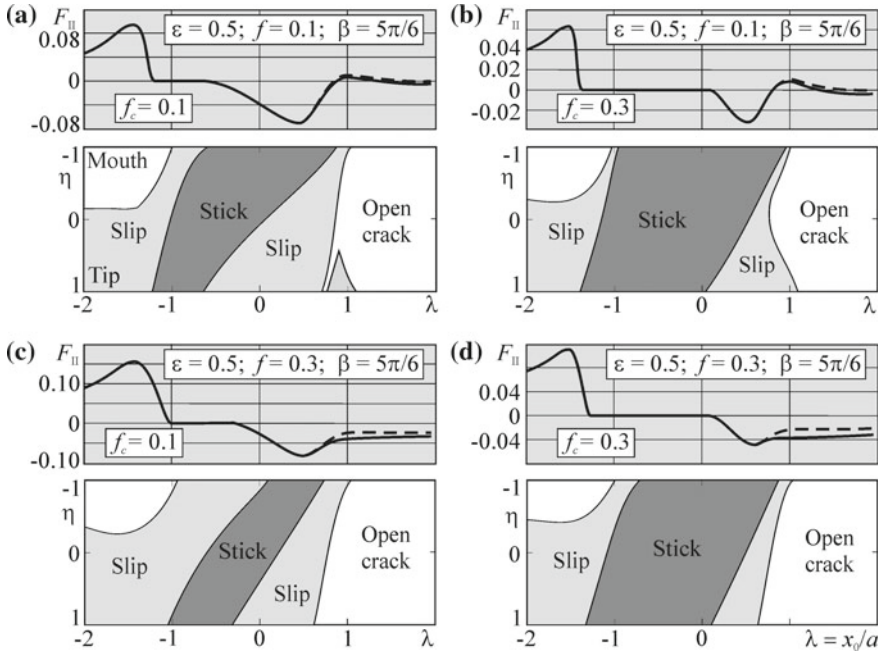 (a) F_II ε = 0.5; f = 0.1; β = 5π/6
0.08
0
-0.08
f_c = 0.1
-1
η
0
1
Mouth
Slip
Tip
Stick
Slip
Open
crack
-2 -1 0 1 λ
(b) F_II ε = 0.5; f = 0.1; β = 5π/6
0.04
0.02
0
-0.02
f_c = 0.3
-1
η
0
1
Slip
Stick
Slip
Open
crack
-2 -1 0 1 λ
(c) F_II ε = 0.5; f = 0.3; β = 5π/6
0.10
0
-0.10
f_c = 0.1
-1
η
0
1
Slip
Stick
Slip
Open
crack
-2 -1 0 1 λ
(d) F_II ε = 0.5; f = 0.3; β = 5π/6
0.04
0
-0.04
f_c = 0.3
-1
η
0
1
Slip
Stick
Open
crack
-2 -1 0 1 λ = x_0/a